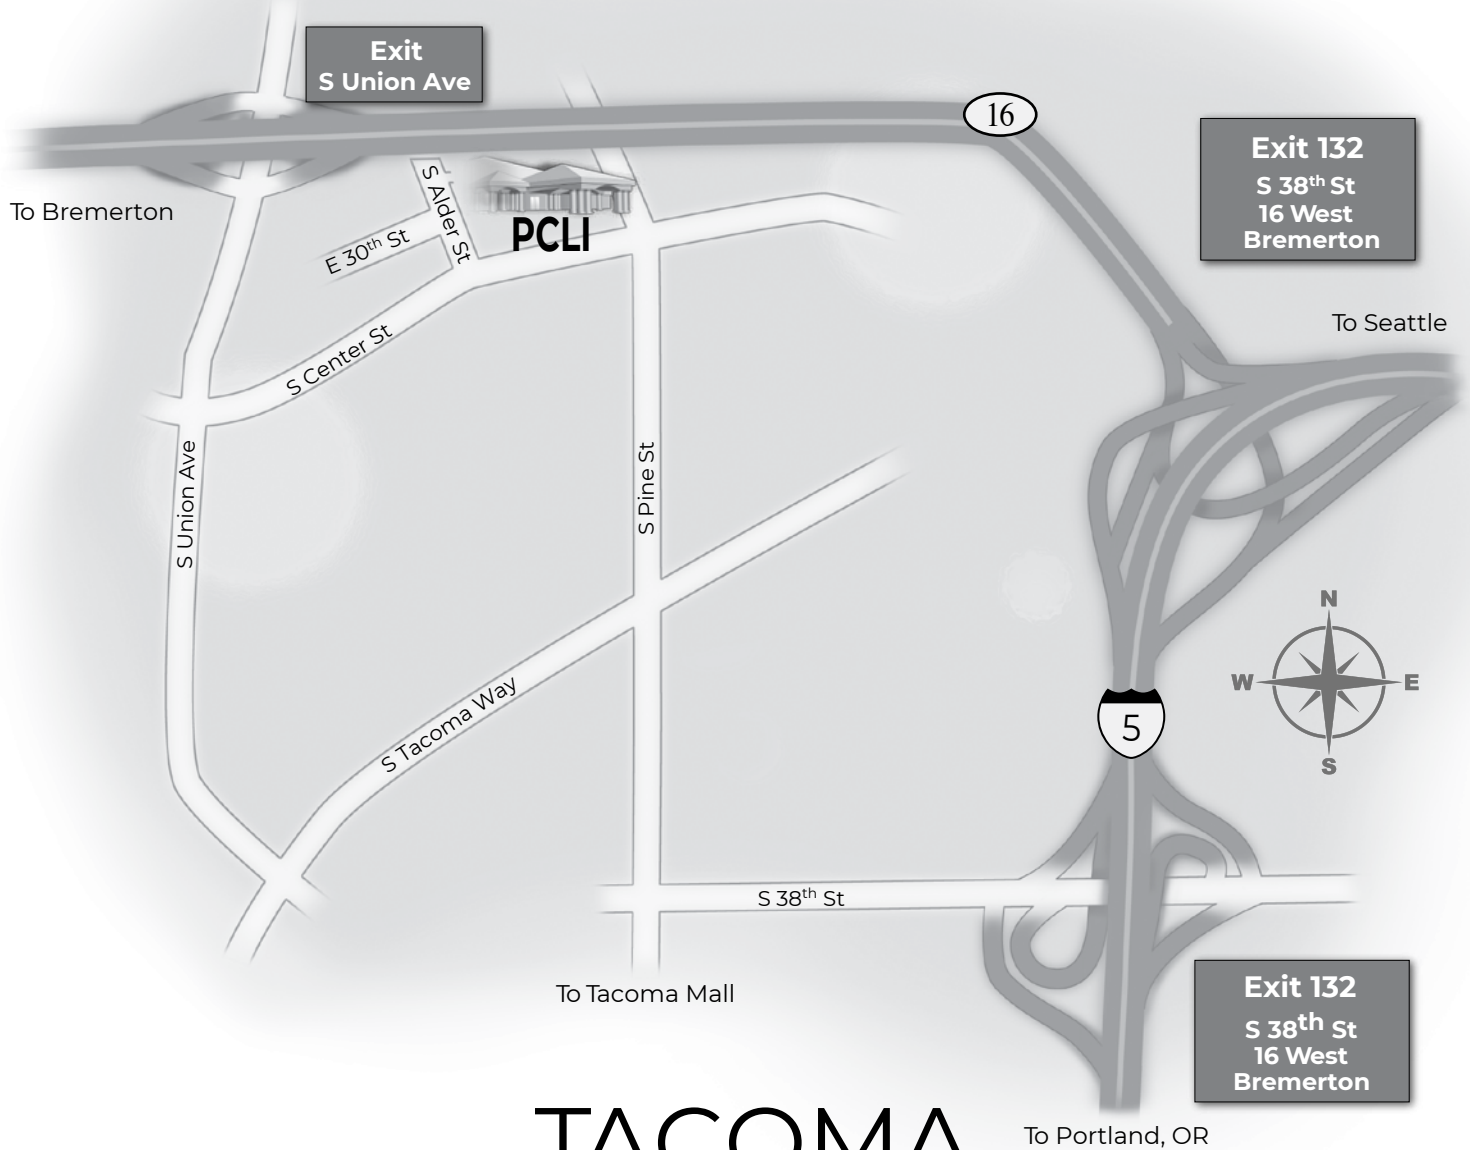 Exit
S Union Ave
16
Exit 132
S 38th St
16 West
Bremerton
To Bremerton
S Alder St
E 30th St
PCLI
To Seattle
S Center St
S Union Ave
S Pine St
S Tacoma Way
N
W
E
S
5
S 38th St
To Tacoma Mall
Exit 132
S 38th St
16 West
Bremerton
TACOMA
To Portland, OR